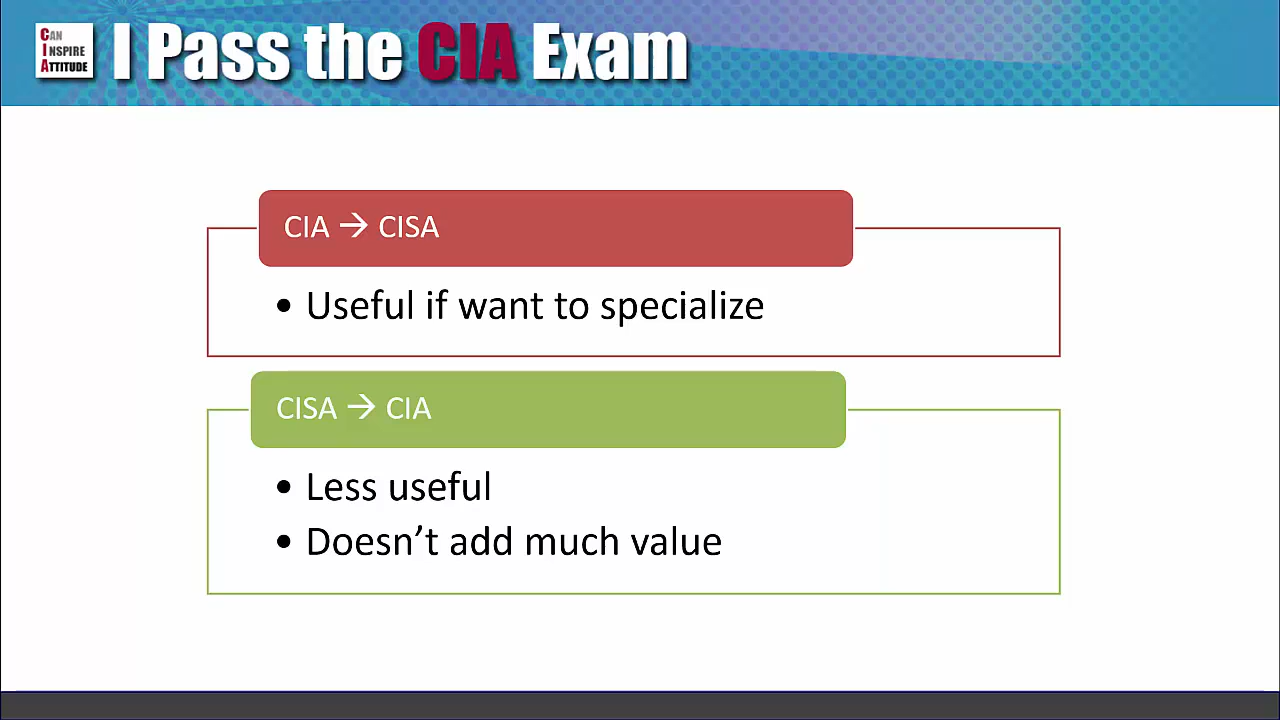 CAN
INSPIRE
ATTITUDE
I Pass the CIA Exam
CIA → CISA
• Useful if want to specialize
CISA → CIA
• Less useful
• Doesn’t add much value